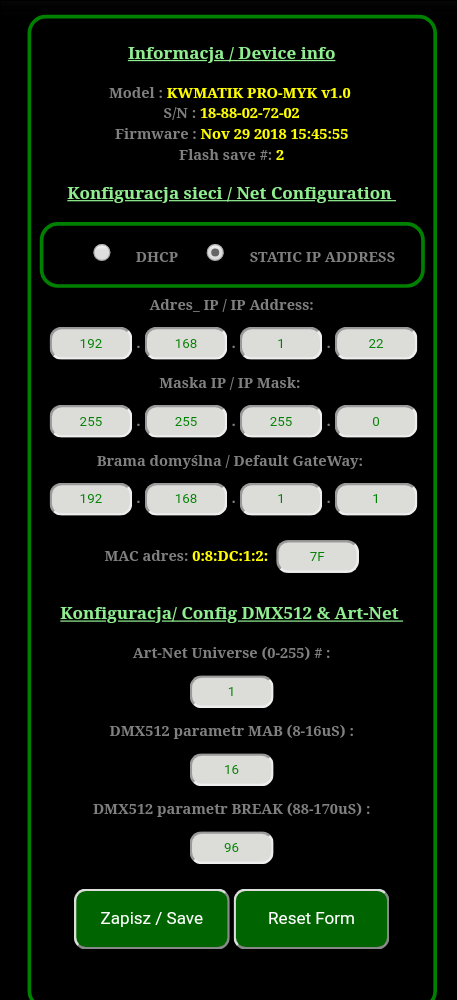 Informacja / Device info
Model : KWMATIK PRO-MYK v1.0
S/N : 18-88-02-72-02
Firmware : Nov 29 2018 15:45:55
Flash save #: 2
Konfiguracja sieci / Net Configuration
DHCP STATIC IP ADDRESS
Adres_ IP / IP Address:
192 . 168 . 1 . 22
Maska IP / IP Mask:
255 . 255 . 255 . 0
Brama domyślna / Default GateWay:
192 . 168 . 1 . 1
MAC adres: 0:8:DC:1:2: 7F
Konfiguracja/ Config DMX512 & Art-Net
Art-Net Universe (0-255) # :
1
DMX512 parametr MAB (8-16uS) :
16
DMX512 parametr BREAK (88-170uS) :
96
Zapisz / Save Reset Form